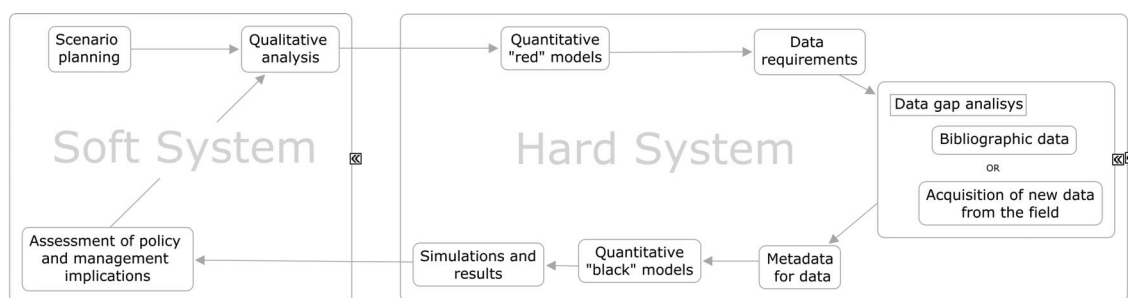 Scenario
planning
Qualitative
analysis
Soft System
Assessment of policy
and management
implications
Quantitative
"red" models
Data
requirements
Hard System
Data gap analisys
Bibliographic data
OR
Acquisition of new data
from the field
Metadata
for data
Quantitative
"black" models
Simulations and
results